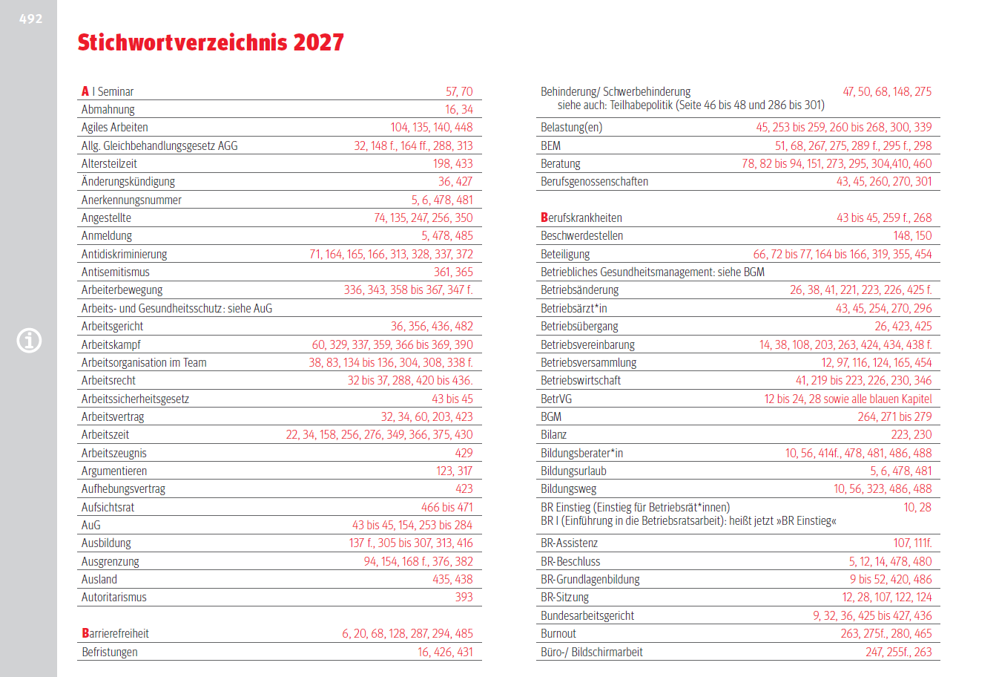 492
Stichwortverzeichnis 2027
A I Seminar 57, 70
Abmahnung 16, 34
Agiles Arbeiten 104, 135, 140, 448
Allg. Gleichbehandlungsgesetz AGG 32, 148 f., 164 ff., 288, 313
Altersteilzeit 198, 433
Änderungskündigung 36, 427
Anerkennungsnummer 5, 6, 478, 481
Angestellte 74, 135, 247, 256, 350
Anmeldung 5, 478, 485
Antidiskriminierung 71, 164, 165, 166, 313, 328, 337, 372
Antisemitismus 361, 365
Arbeiterbewegung 336, 343, 358 bis 367, 347 f.
Arbeits- und Gesundheitsschutz: siehe AuG
Arbeitsgericht 36, 356, 436, 482
Arbeitskampf 60, 329, 337, 359, 366 bis 369, 390
Arbeitsorganisation im Team 38, 83, 134 bis 136, 304, 308, 338 f.
Arbeitsrecht 32 bis 37, 288, 420 bis 436.
Arbeitssicherheitsgesetz 43 bis 45
Arbeitsvertrag 32, 34, 60, 203, 423
Arbeitszeit 22, 34, 158, 256, 276, 349, 366, 375, 430
Arbeitszeugnis 429
Argumentieren 123, 317
Aufhebungsvertrag 423
Aufsichtsrat 466 bis 471
AuG 43 bis 45, 154, 253 bis 284
Ausbildung 137 f., 305 bis 307, 313, 416
Ausgrenzung 94, 154, 168 f., 376, 382
Ausland 435, 438
Autoritarismus 393
Barrierefreiheit 6, 20, 68, 128, 287, 294, 485
Befristungen 16, 426, 431
Behinderung/ Schwerbehinderung 47, 50, 68, 148, 275
siehe auch: Teilhabepolitik (Seite 46 bis 48 und 286 bis 301)
Belastung(en) 45, 253 bis 259, 260 bis 268, 300, 339
BEM 51, 68, 267, 275, 289 f., 295 f., 298
Beratung 78, 82 bis 94, 151, 273, 295, 304,410, 460
Berufsgenossenschaften 43, 45, 260, 270, 301
Berufskrankheiten 43 bis 45, 259 f., 268
Beschwerdestellen 148, 150
Beteiligung 66, 72 bis 77, 164 bis 166, 319, 355, 454
Betriebliches Gesundheitsmanagement: siehe BGM
Betriebsänderung 26, 38, 41, 221, 223, 226, 425 f.
Betriebsärzt*in 43, 45, 254, 270, 296
Betriebsübergang 26, 423, 425
Betriebsvereinbarung 14, 38, 108, 203, 263, 424, 434, 438 f.
Betriebsversammlung 12, 97, 116, 124, 165, 454
Betriebswirtschaft 41, 219 bis 223, 226, 230, 346
BetrVG 12 bis 24, 28 sowie alle blauen Kapitel
BGM 264, 271 bis 279
Bilanz 223, 230
Bildungsberater*in 10, 56, 414f., 478, 481, 486, 488
Bildungsurlaub 5, 6, 478, 481
Bildungsweg 10, 56, 323, 486, 488
BR Einstieg (Einstieg für Betriebsrät*innen) 10, 28
BR I (Einführung in die Betriebsratsarbeit): heißt jetzt »BR Einstieg«
BR-Assistenz 107, 111f.
BR-Beschluss 5, 12, 14, 478, 480
BR-Grundlagenbildung 9 bis 52, 420, 486
BR-Sitzung 12, 28, 107, 122, 124
Bundesarbeitsgericht 9, 32, 36, 425 bis 427, 436
Burnout 263, 275f., 280, 465
Büro-/ Bildschirmarbeit 247, 255f., 263